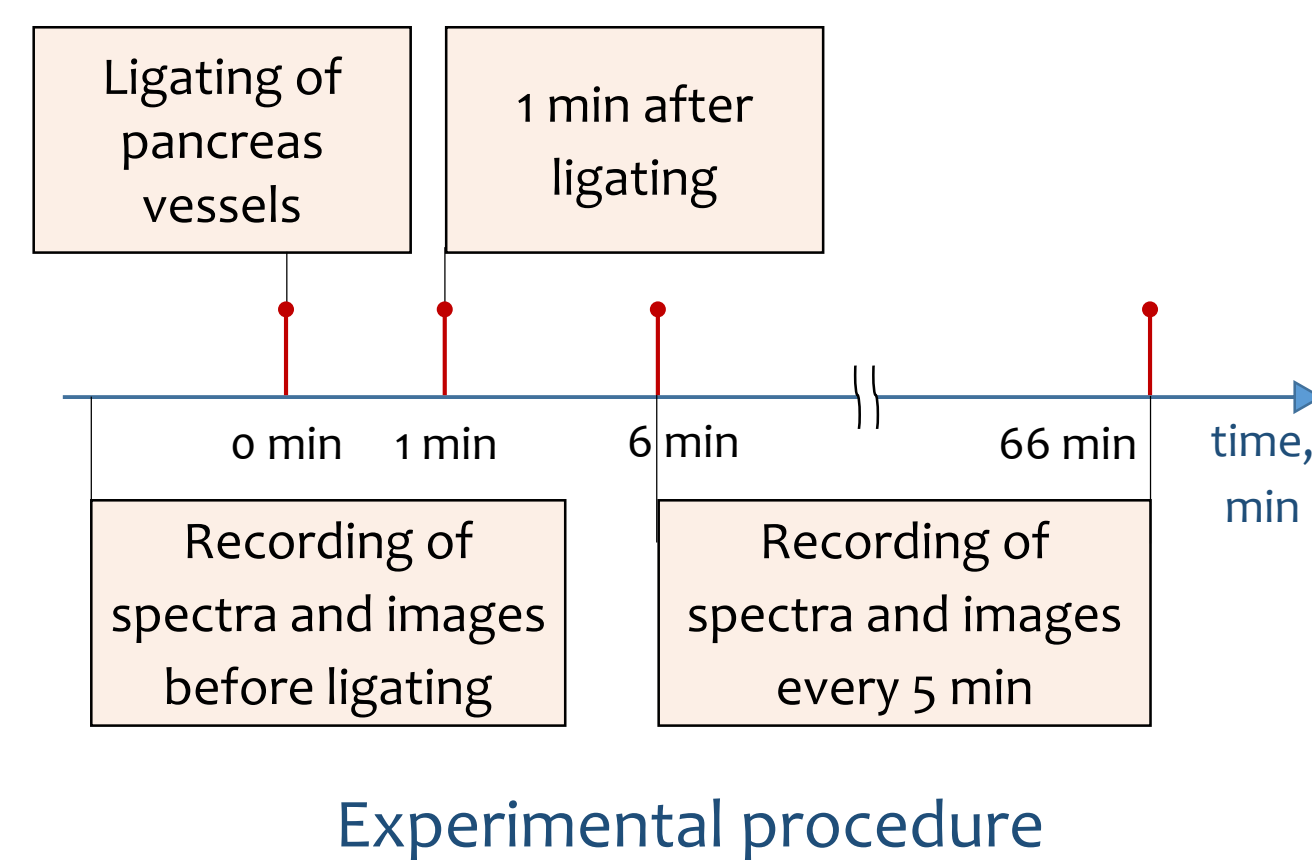 Ligating of
pancreas
vessels
1 min after
ligating
0 min
1 min
6 min
66 min
time,
min
Recording of
spectra and images
before ligating
Recording of
spectra and images
every 5 min
Experimental procedure